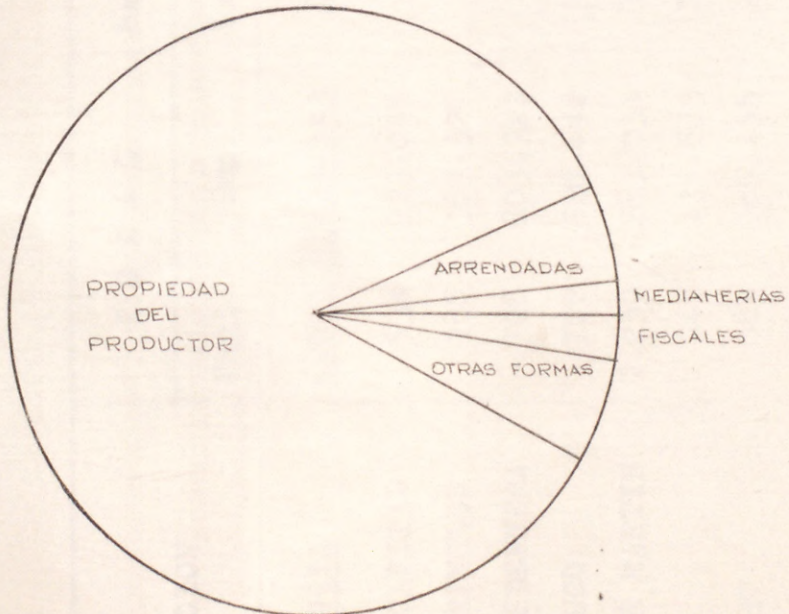 PROPIEDAD
DEL
PRODUCTOR
ARRENDADAS
MEDIANERIAS
FISCALES
OTRAS FORMAS